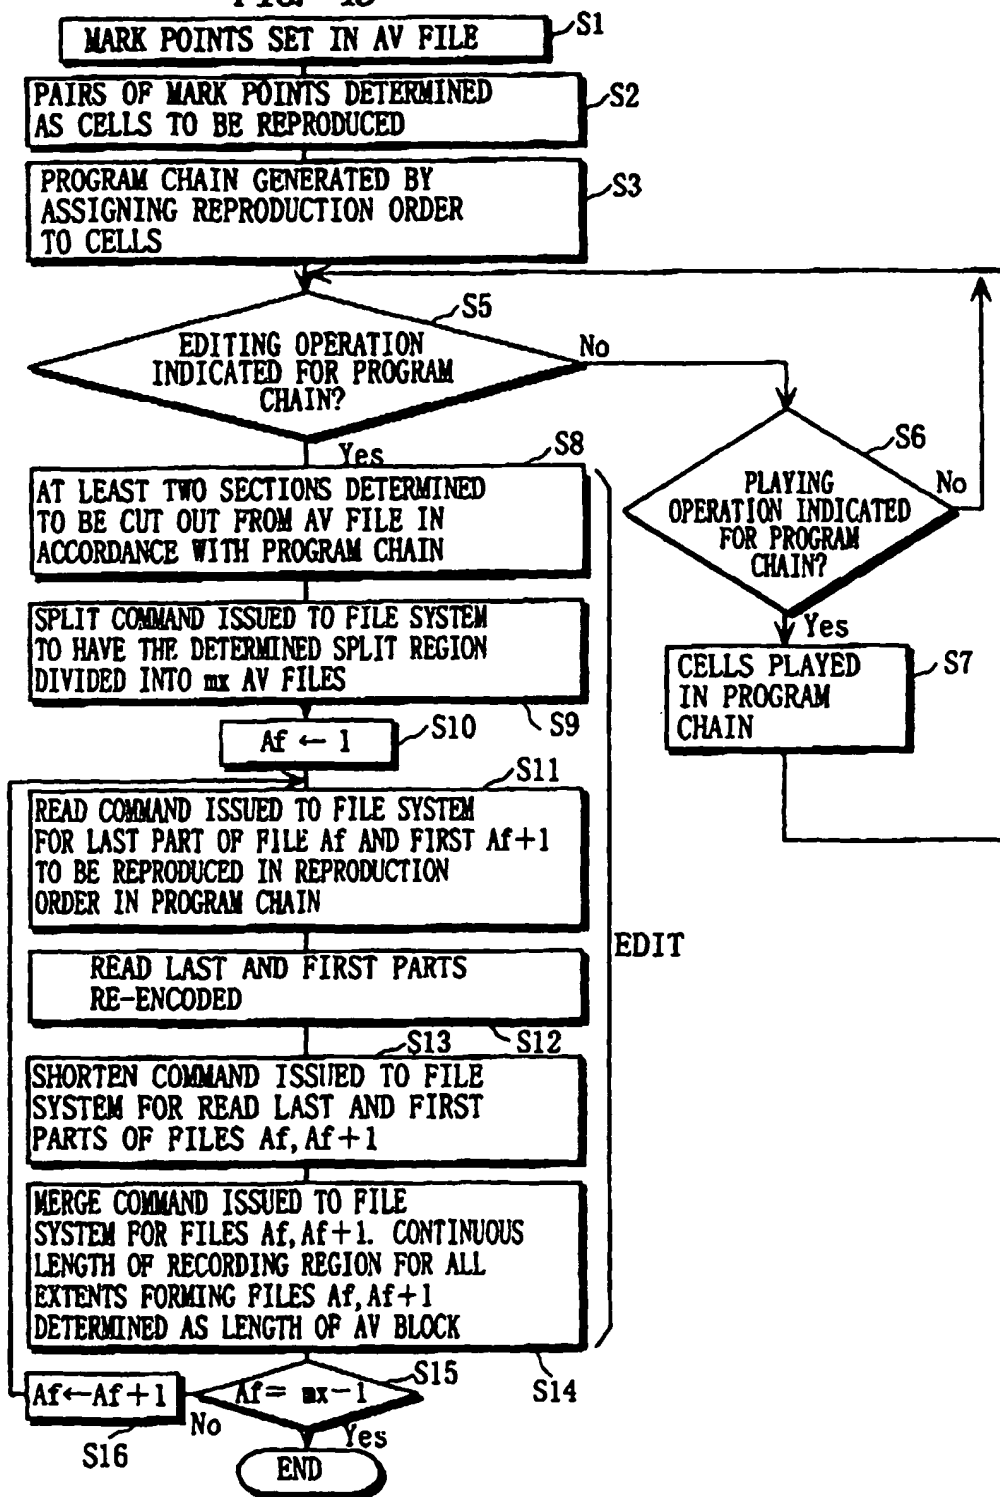 MARK POINTS SET IN AV FILE
S1
PAIRS OF MARK POINTS DETERMINED
AS CELLS TO BE REPRODUCED
S2
PROGRAM CHAIN GENERATED BY
ASSIGNING REPRODUCTION ORDER
TO CELLS
S3
S5
EDITING OPERATION
INDICATED FOR PROGRAM
CHAIN?
No
Yes
S6
PLAYING
OPERATION INDICATED
FOR PROGRAM
CHAIN?
No
Yes
S7
CELLS PLAYED
IN PROGRAM
CHAIN
S8
AT LEAST TWO SECTIONS DETERMINED
TO BE CUT OUT FROM AV FILE IN
ACCORDANCE WITH PROGRAM CHAIN
SPLIT COMMAND ISSUED TO FILE SYSTEM
TO HAVE THE DETERMINED SPLIT REGION
DIVIDED INTO mx AV FILES
S9
Af ← 1
S10
S11
READ COMMAND ISSUED TO FILE SYSTEM
FOR LAST PART OF FILE Af AND FIRST Af+1
TO BE REPRODUCED IN REPRODUCTION
ORDER IN PROGRAM CHAIN
EDIT
READ LAST AND FIRST PARTS
RE-ENCODED
S12
S13
SHORTEN COMMAND ISSUED TO FILE
SYSTEM FOR READ LAST AND FIRST
PARTS OF FILES Af, Af+1
MERGE COMMAND ISSUED TO FILE
SYSTEM FOR FILES Af, Af+1. CONTINUOUS
LENGTH OF RECORDING REGION FOR ALL
EXTENTS FORMING FILES Af, Af+1
DETERMINED AS LENGTH OF AV BLOCK
S14
S15
Af= mx-1
Af←Af+1
No
S16
Yes
END